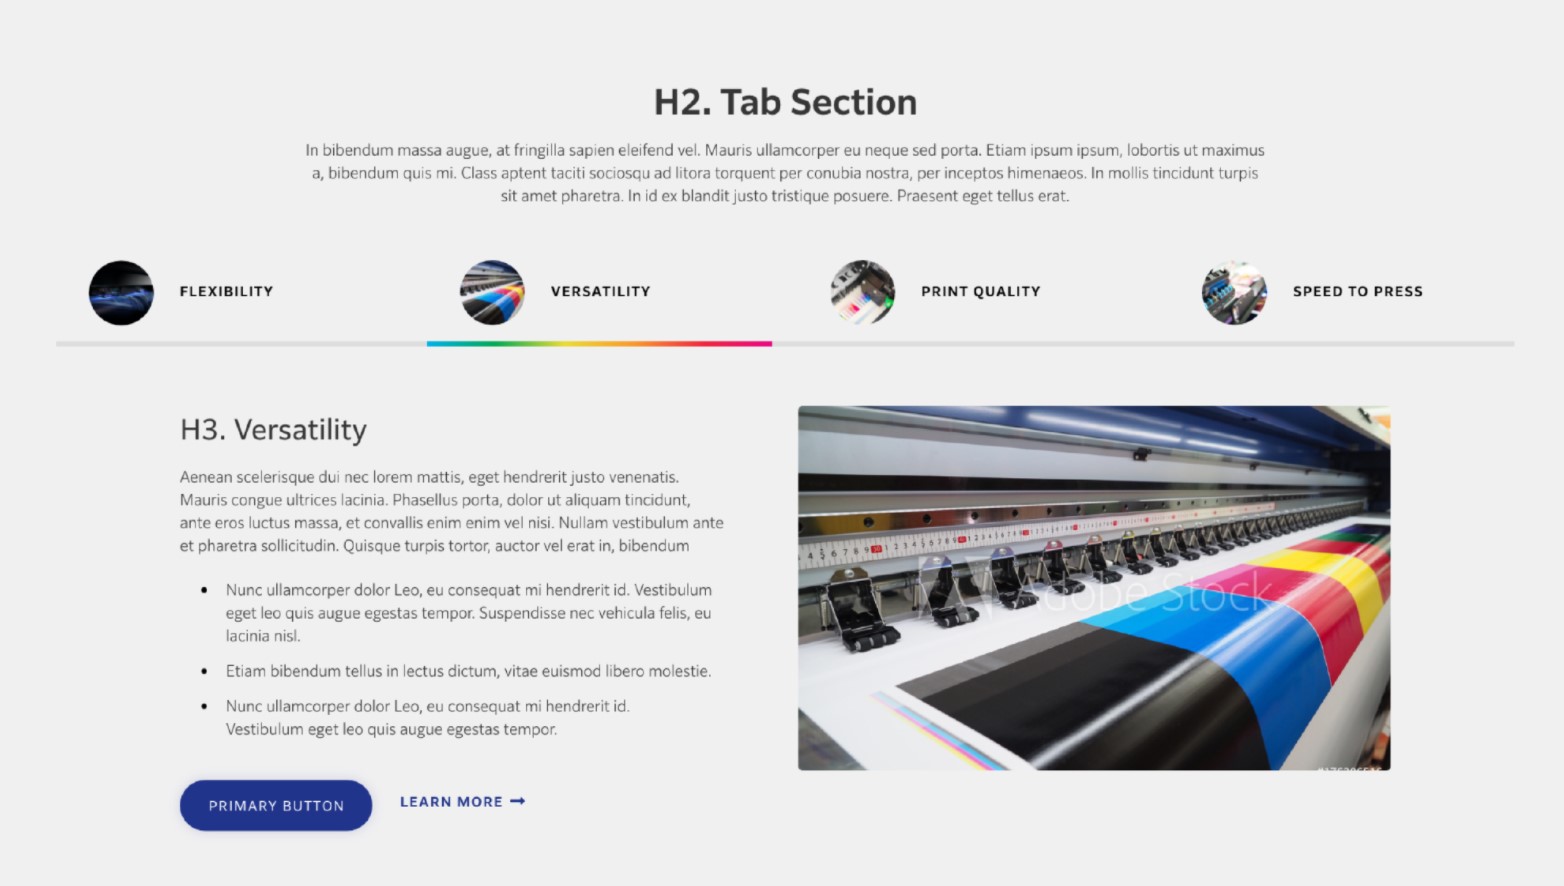 H2. Tab Section
In bibendum massa augue, at fringilla sapien eleifend vel. Mauris ullamcorper eu neque sed porta. Etiam ipsum ipsum, lobortis ut maximus
a, bibendum quis mi. Class aptent taciti sociosqu ad litora torquent per conubia nostra, per inceptos himenaeos. In mollis tincidunt turpis
sit amet pharetra. In id ex blandit justo tristique posuere. Praesent eget tellus erat.
FLEXIBILITY
VERSATILITY
PRINT QUALITY
SPEED TO PRESS
H3. Versatility
Aenean scelerisque dui nec lorem mattis, eget hendrerit justo venenatis.
Mauris congue ultrices lacinia. Phasellus porta, dolor ut aliquam tincidunt,
ante eros luctus massa, et convallis enim enim vel nisi. Nullam vestibulum ante
et pharetra sollicitudin. Quisque turpis tortor, auctor vel erat in, bibendum
• Nunc ullamcorper dolor Leo, eu consequat mi hendrerit id. Vestibulum
eget leo quis augue egestas tempor. Suspendisse nec vehicula felis, eu
lacinia nisl.
• Etiam bibendum tellus in lectus dictum, vitae euismod libero molestie.
• Nunc ullamcorper dolor Leo, eu consequat mi hendrerit id.
Vestibulum eget leo quis augue egestas tempor.
PRIMARY BUTTON
LEARN MORE →
Adobe Stock